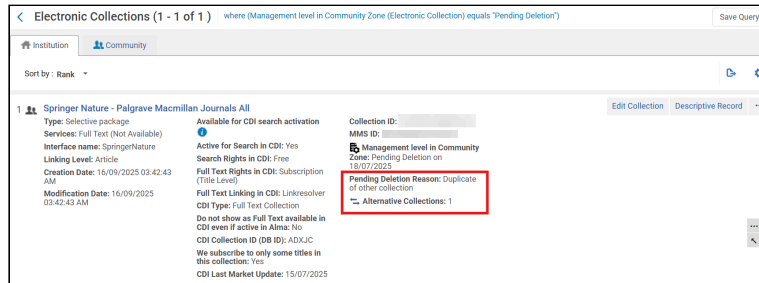 Electronic Collections (1 - 1 of 1 ) where (Management level in Community Zone (Electronic Collection) equals "Pending Deletion")
Save Query
Institution
Community
Sort by : Rank
1 Springer Nature - Palgrave Macmillan Journals All
Edit Collection
Descriptive Record
Type: Selective package
Services: Full Text (Not Available)
Interface name: SpringerNature
Linking Level: Article
Creation Date: 16/09/2025 03:42:43
AM
Modification Date: 16/09/2025
03:42:43 AM
Available for CDI search activation
Active for Search in CDI: Yes
Search Rights in CDI: Free
Full Text Rights in CDI: Subscription
(Title Level)
Full Text Linking in CDI: Linkresolver
CDI Type: Full Text Collection
Do not show as Full Text available in
CDI even if active in Alma: No
CDI Collection ID (DB ID): ADXJC
We subscribe to only some titles in
this collection: Yes
CDI Last Market Update: 15/07/2025
Collection ID:
MMS ID:
Management level in Community
Zone: Pending Deletion on
18/07/2025
Pending Deletion Reason: Duplicate
of other collection
Alternative Collections: 1